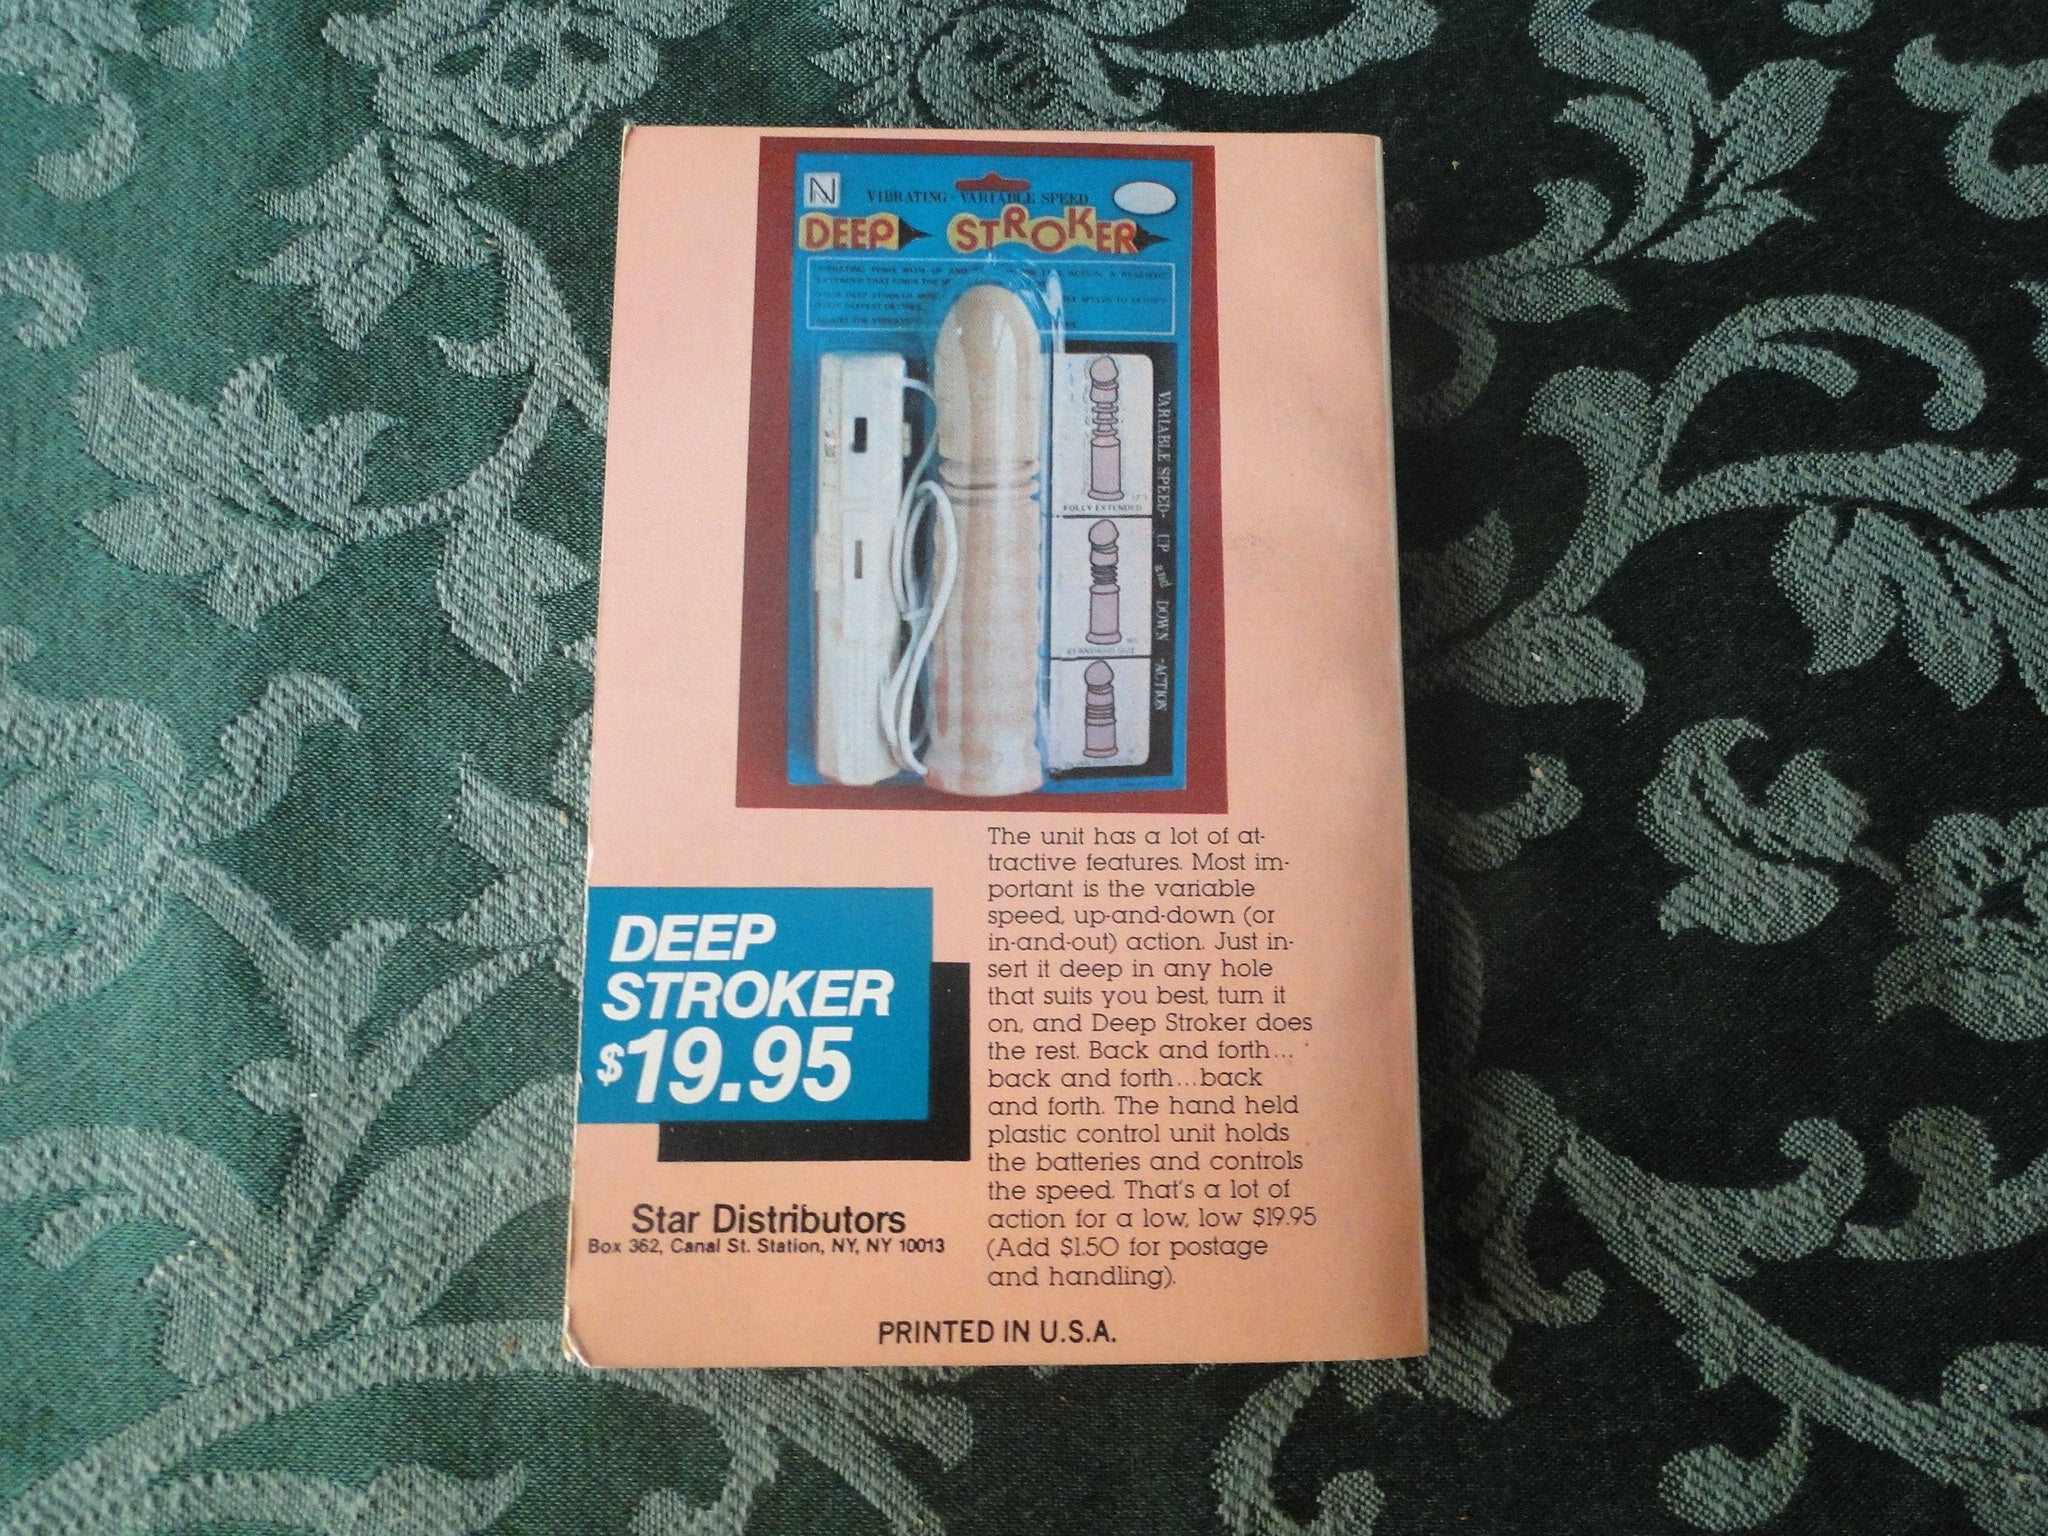 N
VIBRATING - VARIABLE SPEED
DEEP STROKER
VARIABLE SPEED - UP and DOWN - ACTION
FULLY EXTENDED
The unit has a lot of at-
tractive features. Most im-
portant is the variable
speed, up-and-down (or
in-and-out) action. Just in-
sert it deep in any hole
that suits you best, turn it
on, and Deep Stroker does
the rest. Back and forth...
back and forth...back
and forth. The hand held
plastic control unit holds
the batteries and controls
the speed. That's a lot of
action for a low, low $19.95
(Add $1.50 for postage
and handling).
DEEP
STROKER
$19.95
Star Distributors
Box 362, Canal St. Station, NY, NY 10013
PRINTED IN U.S.A.